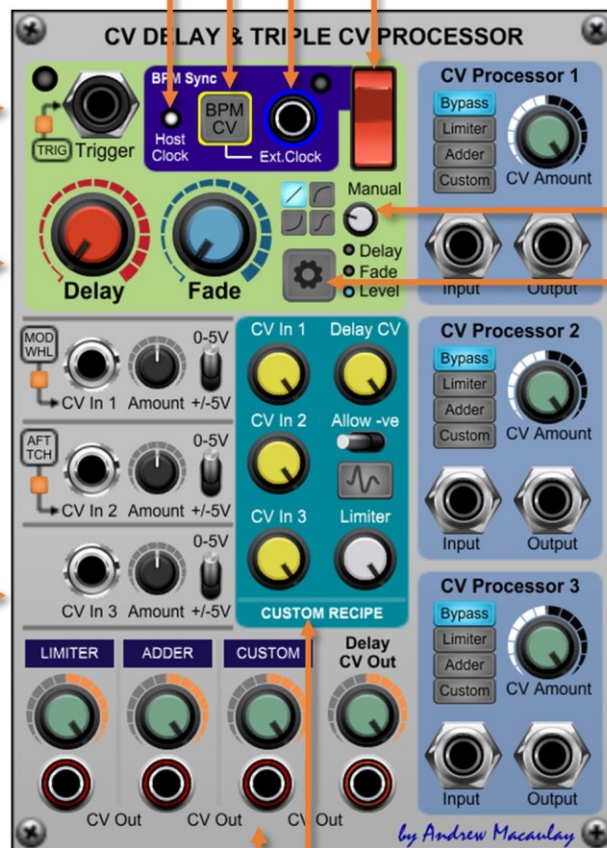 CV DELAY & TRIPLE CV PROCESSOR
BPM Sync
TRIG
Trigger
Host
Clock
BPM
CV
Ext.Clock
Manual
Delay
Fade
Level
Delay
Fade
MOD
WHL
CV In 1
Amount
0-5V
+/-5V
AFT
TCH
CV In 2
Amount
0-5V
+/-5V
CV In 3
Amount
0-5V
+/-5V
CV In 1
Delay CV
CV In 2
Allow -ve
CV In 3
Limiter
CUSTOM RECIPE
LIMITER
ADDER
CUSTOM
Delay
CV Out
CV Out
CV Out
CV Out
CV Processor 1
Bypass
Limiter
Adder
Custom
CV Amount
Input
Output
CV Processor 2
Bypass
Limiter
Adder
Custom
CV Amount
Input
Output
CV Processor 3
Bypass
Limiter
Adder
Custom
CV Amount
Input
Output
by Andrew Macaulay